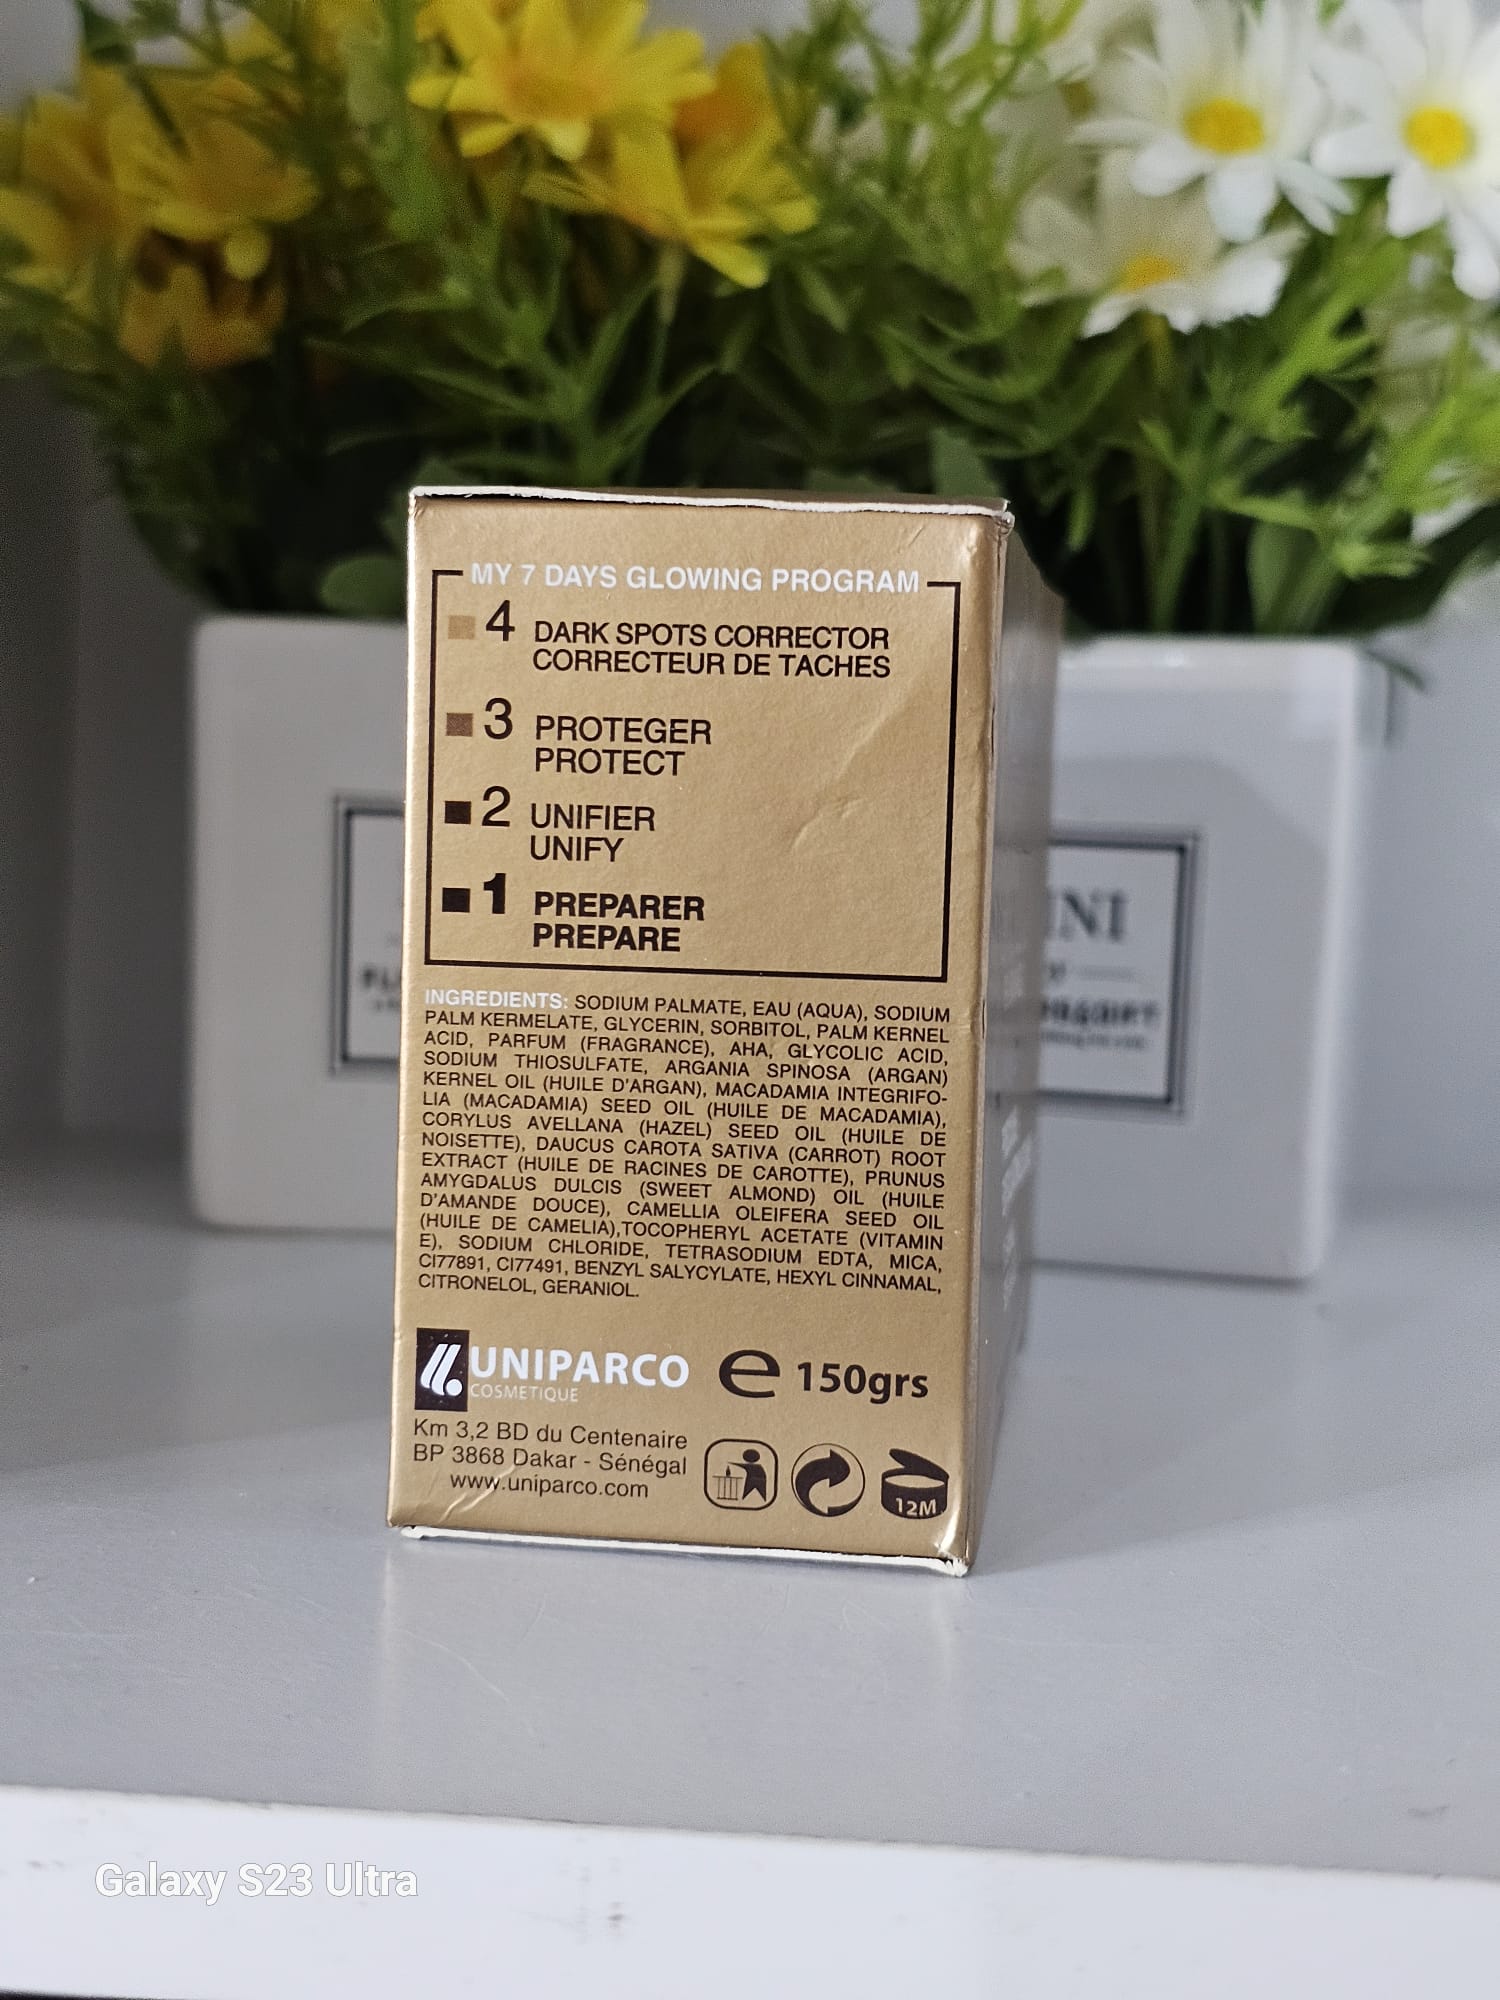 MY 7 DAYS GLOWING PROGRAM
4 DARK SPOTS CORRECTOR
CORRECTEUR DE TACHES
3 PROTEGER
PROTECT
2 UNIFIER
UNIFY
1 PREPARER
PREPARE
INGREDIENTS: SODIUM PALMATE, EAU (AQUA), SODIUM
PALM KERMELATE, GLYCERIN, SORBITOL, PALM KERNEL
ACID, PARFUM (FRAGRANCE), AHA, GLYCOLIC ACID,
SODIUM THIOSULFATE, ARGANIA SPINOSA (ARGAN)
KERNEL OIL (HUILE D'ARGAN), MACADAMIA INTEGRIFO-
LIA (MACADAMIA) SEED OIL (HUILE DE MACADAMIA),
CORYLUS AVELLANA (HAZEL) SEED OIL (HUILE DE
NOISETTE), DAUCUS CAROTA SATIVA (CARROT) ROOT
EXTRACT (HUILE DE RACINES DE CAROTTE), PRUNUS
AMYGDALUS DULCIS (SWEET ALMOND) OIL (HUILE
D'AMANDE DOUCE), CAMELLIA OLEIFERA SEED OIL
(HUILE DE CAMELIA),TOCOPHERYL ACETATE (VITAMIN
E), SODIUM CHLORIDE, TETRASODIUM EDTA, MICA,
CI77891, CI77491, BENZYL SALYCYLATE, HEXYL CINNAMAL,
CITRONELOL, GERANIOL.
UNIPARCO
COSMETIQUE
e 150grs
Km 3,2 BD du Centenaire
BP 3868 Dakar - Sénégal
www.uniparco.com
12M
Galaxy S23 Ultra